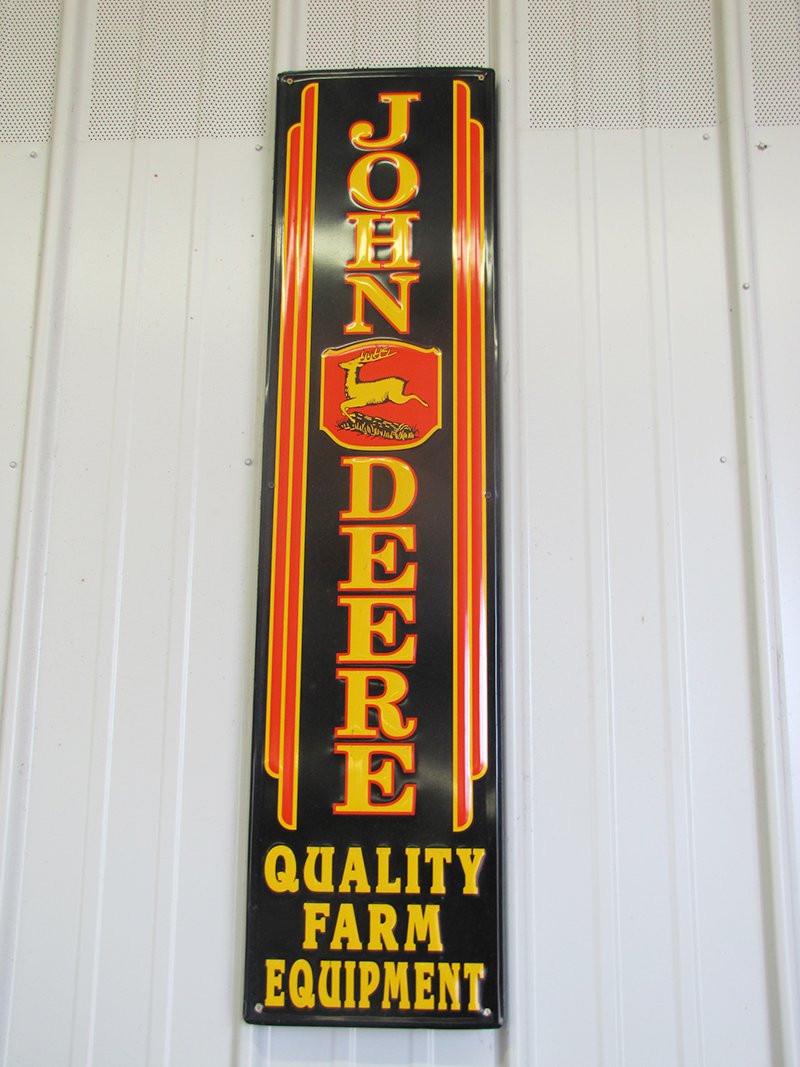 JOHN
DEERE
QUALITY
FARM
EQUIPMENT